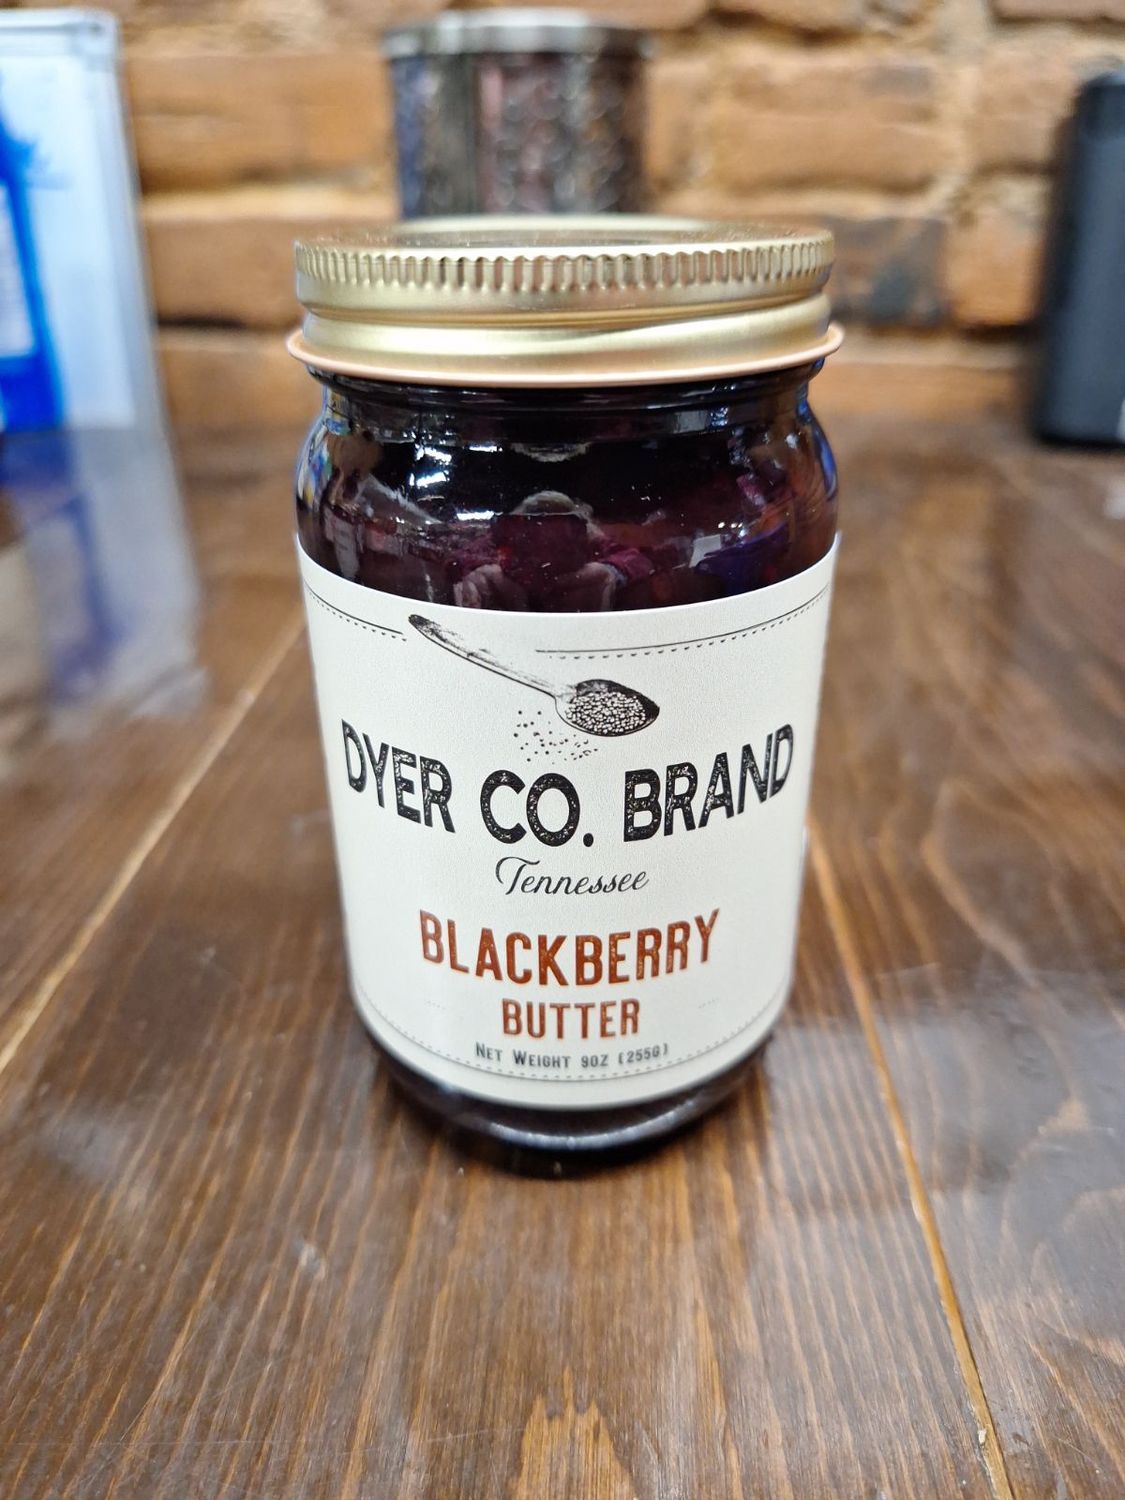 DYER CO. BRAND
Tennessee
BLACKBERRY
BUTTER
NET WEIGHT 9OZ (255G)